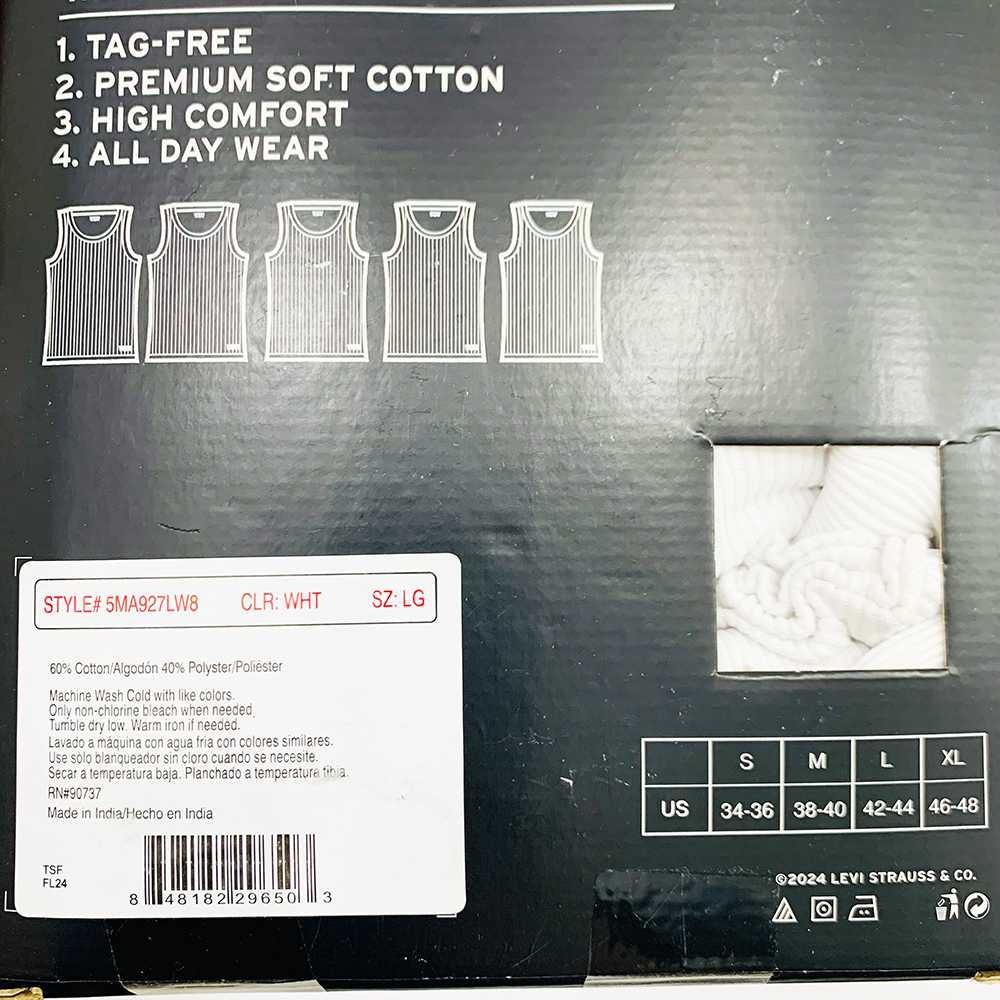 1. TAG-FREE
2. PREMIUM SOFT COTTON
3. HIGH COMFORT
4. ALL DAY WEAR
STYLE# 5MA927LW8 CLR: WHT SZ: LG
60% Cotton/Algodón 40% Polyster/Poliéster
Machine Wash Cold with like colors.
Only non-chlorine bleach when needed.
Tumble dry low. Warm iron if needed.
Lavado a máquina con agua fria con colores similares.
Use sólo blanqueador sin cloro cuando se necesite.
Secar a temperatura baja. Planchado a temperatura tibia.
RN#90737
Made in India/Hecho en India
TSF
FL24
8 48182 29650 3
S M L XL
US 34-36 38-40 42-44 46-48
©2024 LEVI STRAUSS & CO.